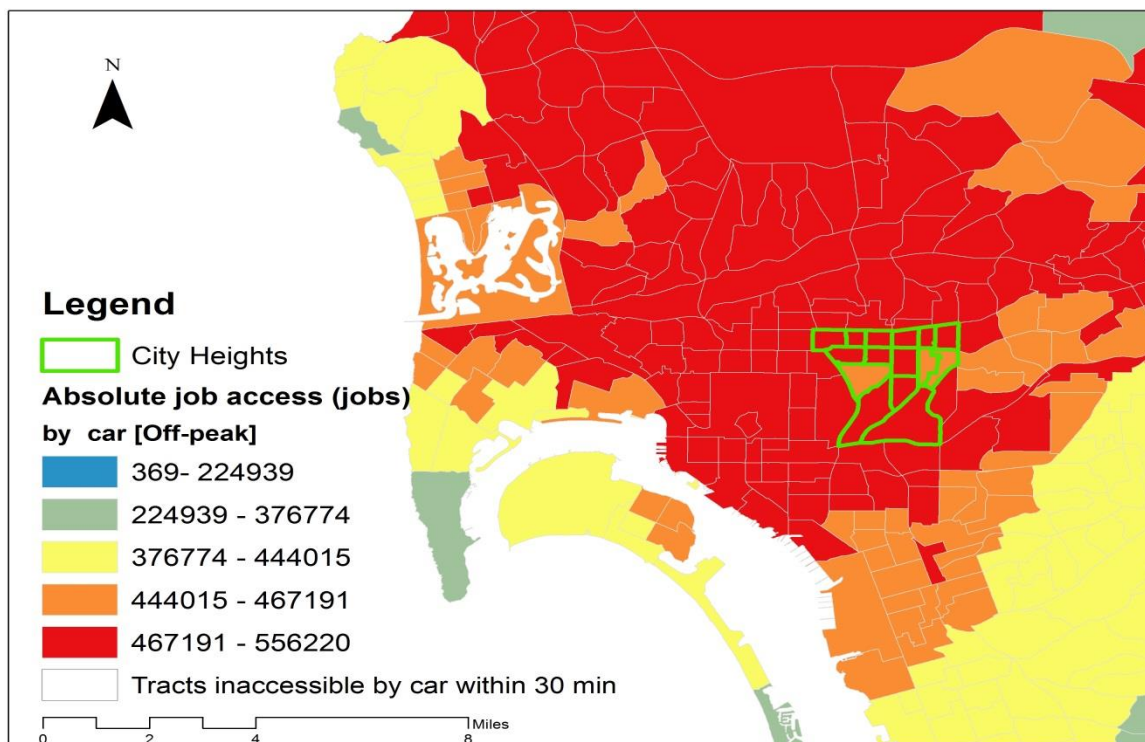 N
Legend
City Heights
Absolute job access (jobs)
by car [Off-peak]
369- 224939
224939 - 376774
376774 - 444015
444015 - 467191
467191 - 556220
Tracts inaccessible by car within 30 min
Miles
0 2 4 8